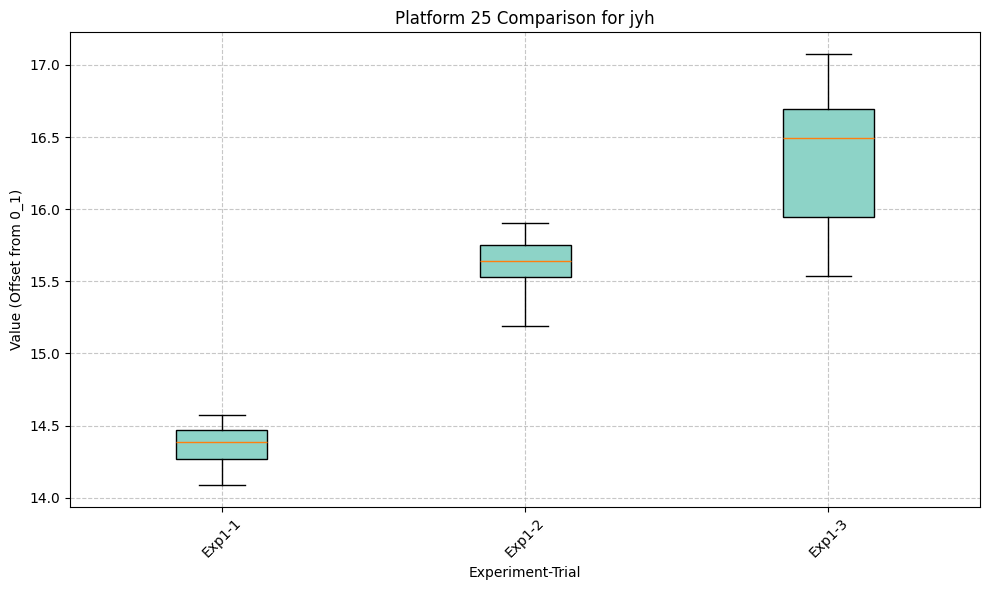 Platform 25 Comparison for jyh
Value (Offset from 0_1)
17.0
16.5
16.0
15.5
15.0
14.5
14.0
Exp1-1
Exp1-2
Exp1-3
Experiment-Trial